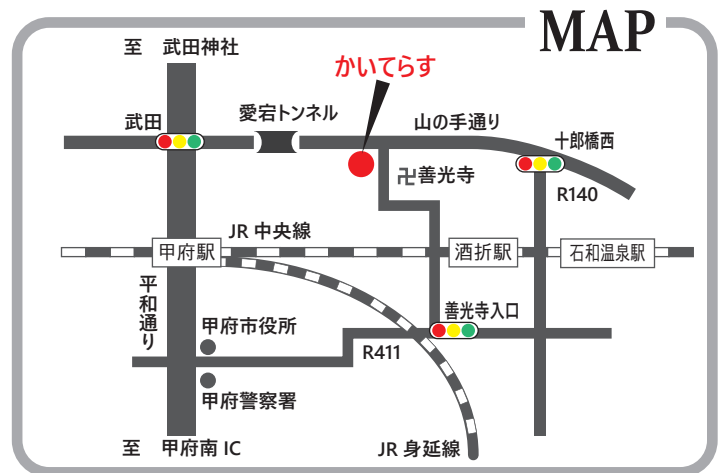 MAP
至 武田神社
かいてらす
武田
愛宕トンネル
山の手通り
十郎橋西
卍善光寺
R140
JR 中央線
甲府駅
酒折駅
石和温泉駅
平和通り
善光寺入口
甲府市役所
R411
甲府警察署
至 甲府南 IC
JR 身延線